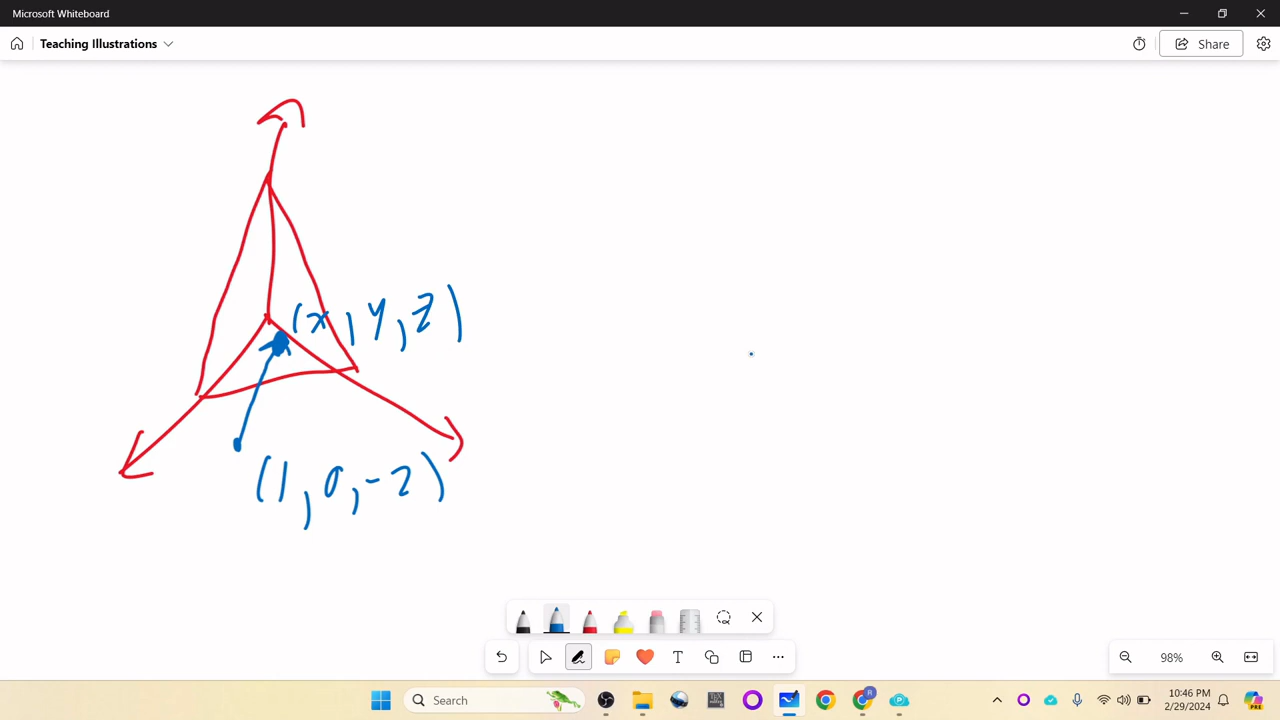 Microsoft Whiteboard
Teaching Illustrations
Share
(x, y, z)
(1, 0, -2)
98%
Search
10:46 PM
2/29/2024